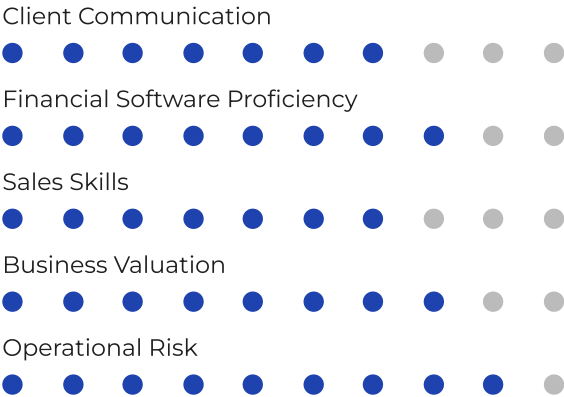 Client Communication
Financial Software Proficiency
Sales Skills
Business Valuation
Operational Risk